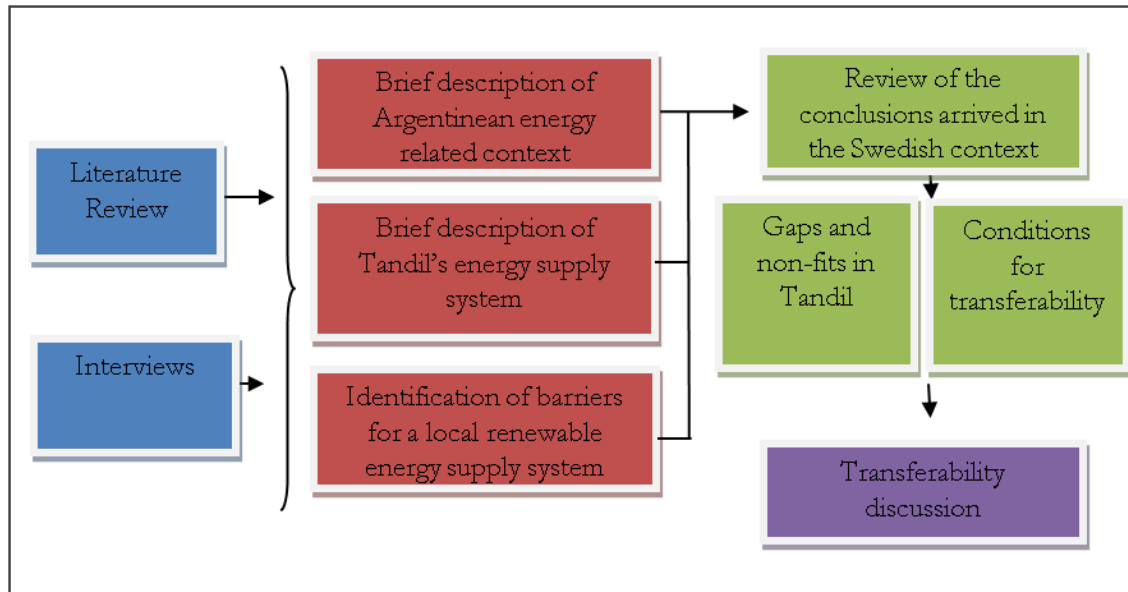 Literature
Review
Interviews
Brief description of
Argentinean energy
related context
Brief description of
Tandil's energy supply
system
Identification of barriers
for a local renewable
energy supply system
Review of the
conclusions arrived in
the Swedish context
Gaps and
non-fits in
Tandil
Conditions
for
transferability
Transferability
discussion